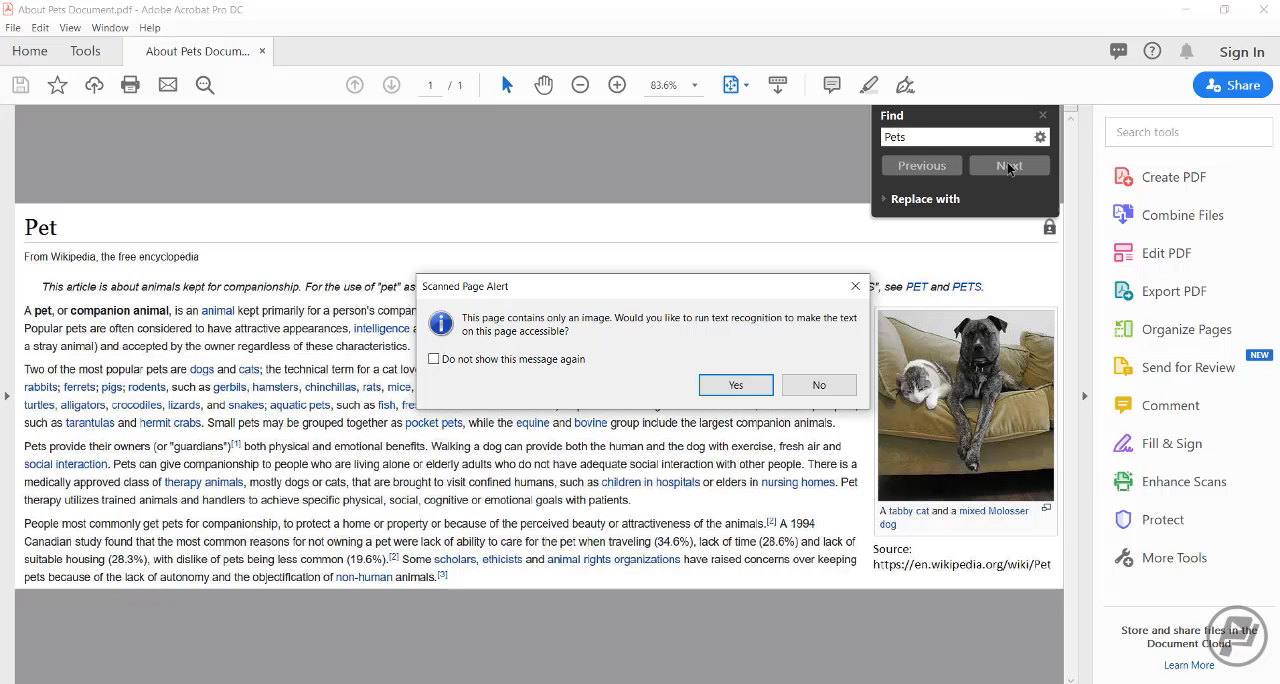 About Pets Document.pdf - Adobe Acrobat Pro DC
File Edit View Window Help
Home Tools About Pets Docum... × Sign In
1 / 1 83.6% Share
Find
Pets
Previous Next
Replace with
Search tools
Create PDF
Combine Files
Edit PDF
Export PDF
Organize Pages
NEW
Send for Review
Comment
Fill & Sign
Enhance Scans
Protect
More Tools
Store and share files in the
Document Cloud
Learn More
Pet
From Wikipedia, the free encyclopedia
This article is about animals kept for companionship. For the use of "pet" as S", see PET and PETS.
A pet, or companion animal, is an animal kept primarily for a person's compa
Popular pets are often considered to have attractive appearances, intelligence a
a stray animal) and accepted by the owner regardless of these characteristics.
Two of the most popular pets are dogs and cats; the technical term for a cat lov
rabbits; ferrets; pigs; rodents, such as gerbils, hamsters, chinchillas, rats, mice,
turtles, alligators, crocodiles, lizards, and snakes; aquatic pets, such as fish, fre
such as tarantulas and hermit crabs. Small pets may be grouped together as pocket pets, while the equine and bovine group include the largest companion animals.
Pets provide their owners (or "guardians")[1] both physical and emotional benefits. Walking a dog can provide both the human and the dog with exercise, fresh air and
social interaction. Pets can give companionship to people who are living alone or elderly adults who do not have adequate social interaction with other people. There is a
medically approved class of therapy animals, mostly dogs or cats, that are brought to visit confined humans, such as children in hospitals or elders in nursing homes. Pet
therapy utilizes trained animals and handlers to achieve specific physical, social, cognitive or emotional goals with patients.
People most commonly get pets for companionship, to protect a home or property or because of the perceived beauty or attractiveness of the animals.[2] A 1994
Canadian study found that the most common reasons for not owning a pet were lack of ability to care for the pet when traveling (34.6%), lack of time (28.6%) and lack of
suitable housing (28.3%), with dislike of pets being less common (19.6%).[2] Some scholars, ethicists and animal rights organizations have raised concerns over keeping
pets because of the lack of autonomy and the objectification of non-human animals.[3]
A tabby cat and a mixed Molosser
dog
Source:
https://en.wikipedia.org/wiki/Pet
Scanned Page Alert
This page contains only an image. Would you like to run text recognition to make the text
on this page accessible?
Do not show this message again
Yes No